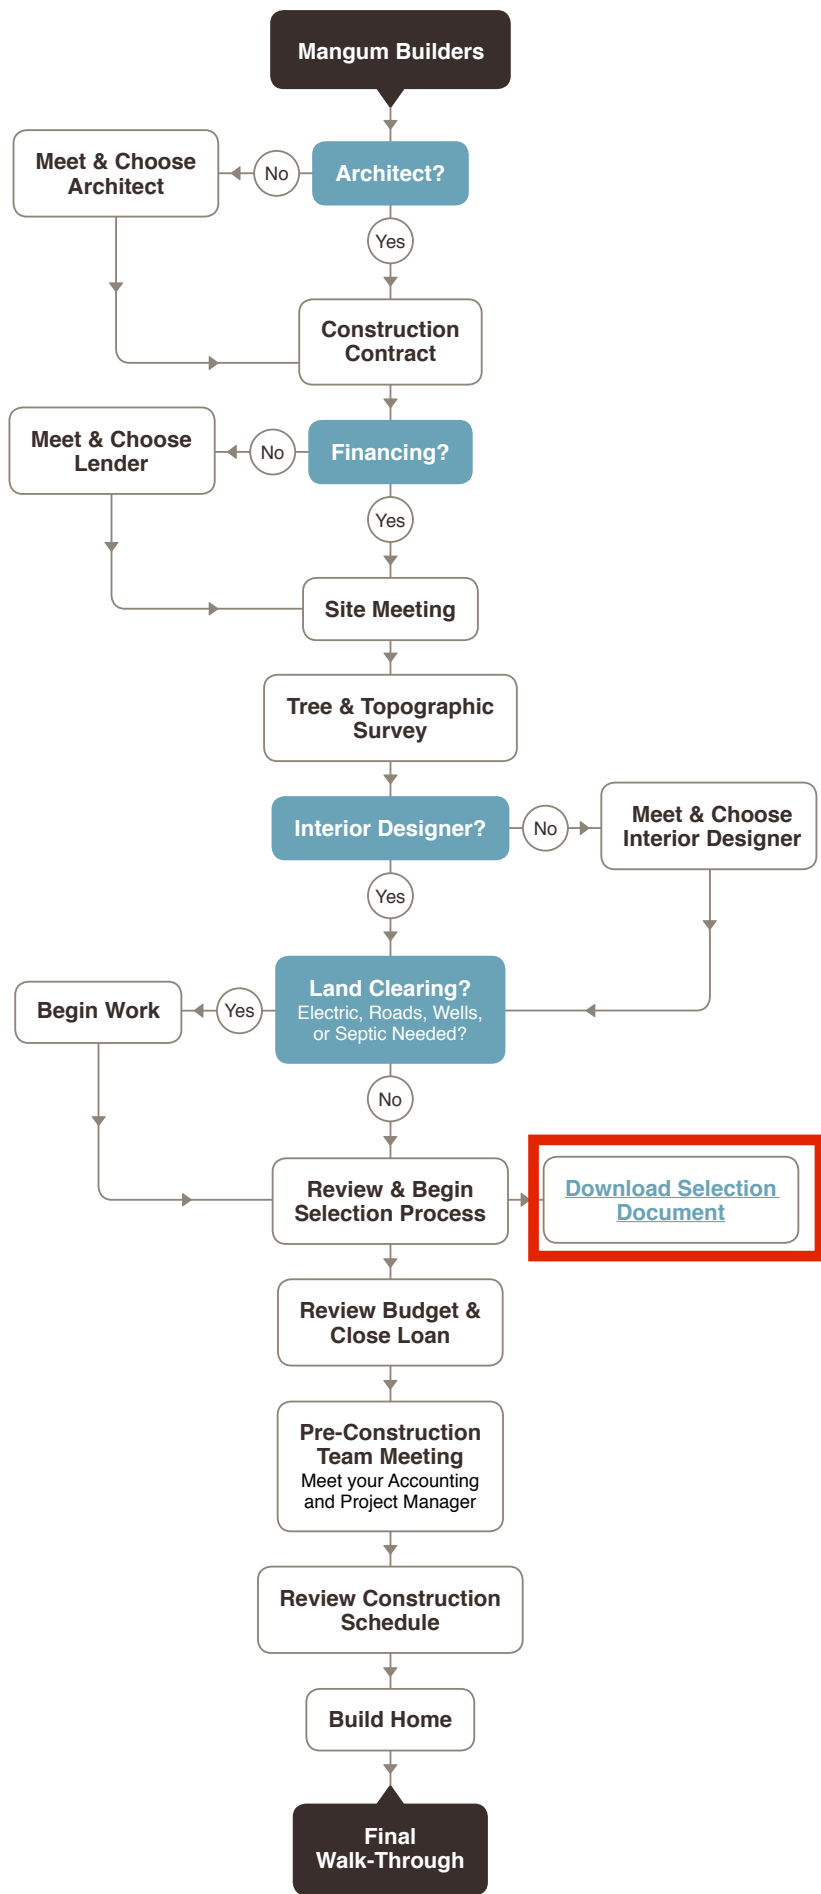 Mangum Builders
Meet & Choose
Architect
No
Architect?
Yes
Construction
Contract
Meet & Choose
Lender
No
Financing?
Yes
Site Meeting
Tree & Topographic
Survey
Interior Designer?
No
Meet & Choose
Interior Designer
Yes
Begin Work
Yes
Land Clearing?
Electric, Roads, Wells,
or Septic Needed?
No
Review & Begin
Selection Process
Download Selection
Document
Review Budget &
Close Loan
Pre-Construction
Team Meeting
Meet your Accounting
and Project Manager
Review Construction
Schedule
Build Home
Final
Walk-Through